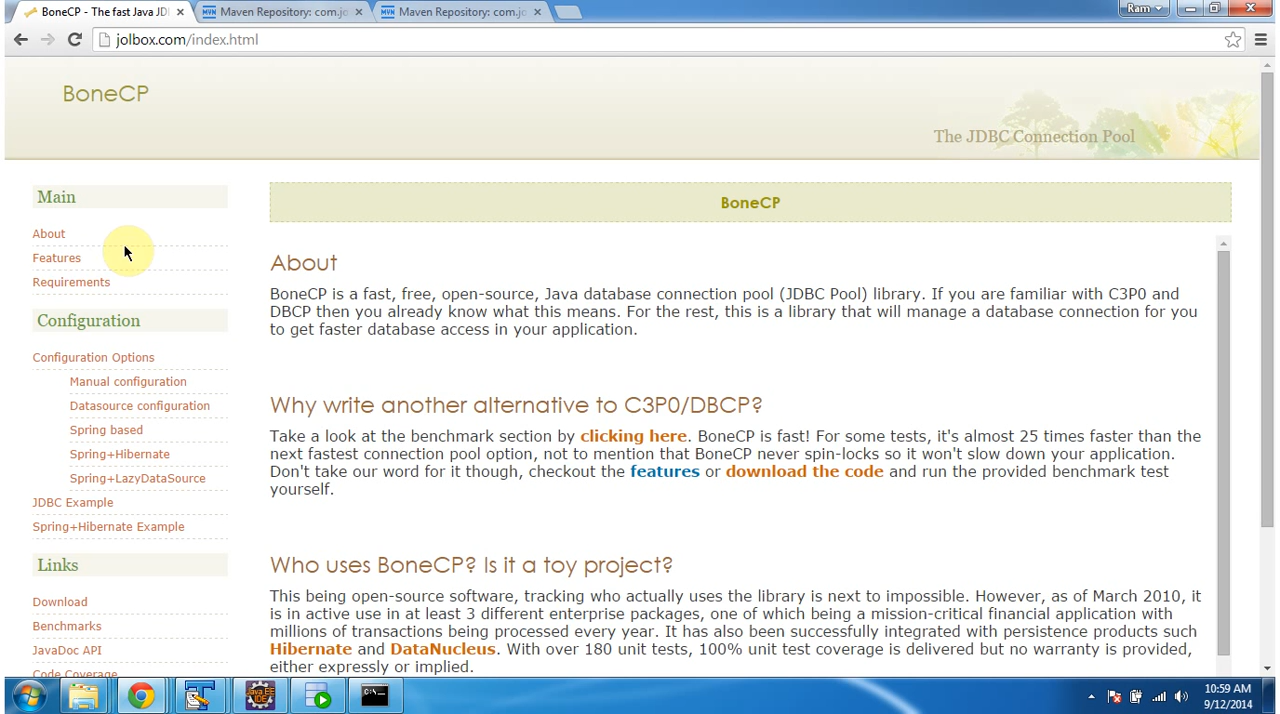 BoneCP - The fast Java JD
Maven Repository: com.jo
Maven Repository: com.jo
Ram
jolbox.com/index.html
BoneCP
The JDBC Connection Pool
Main
About
Features
Requirements
Configuration
Configuration Options
Manual configuration
Datasource configuration
Spring based
Spring+Hibernate
Spring+LazyDataSource
JDBC Example
Spring+Hibernate Example
Links
Download
Benchmarks
JavaDoc API
Code Coverage
BoneCP
About
BoneCP is a fast, free, open-source, Java database connection pool (JDBC Pool) library. If you are familiar with C3P0 and
DBCP then you already know what this means. For the rest, this is a library that will manage a database connection for you
to get faster database access in your application.
Why write another alternative to C3P0/DBCP?
Take a look at the benchmark section by clicking here. BoneCP is fast! For some tests, it's almost 25 times faster than the
next fastest connection pool option, not to mention that BoneCP never spin-locks so it won't slow down your application.
Don't take our word for it though, checkout the features or download the code and run the provided benchmark test
yourself.
Who uses BoneCP? Is it a toy project?
This being open-source software, tracking who actually uses the library is next to impossible. However, as of March 2010, it
is in active use in at least 3 different enterprise packages, one of which being a mission-critical financial application with
millions of transactions being processed every year. It has also been successfully integrated with persistence products such
Hibernate and DataNucleus. With over 180 unit tests, 100% unit test coverage is delivered but no warranty is provided,
either expressly or implied.
Java EE
IDE
C:\
10:59 AM
9/12/2014